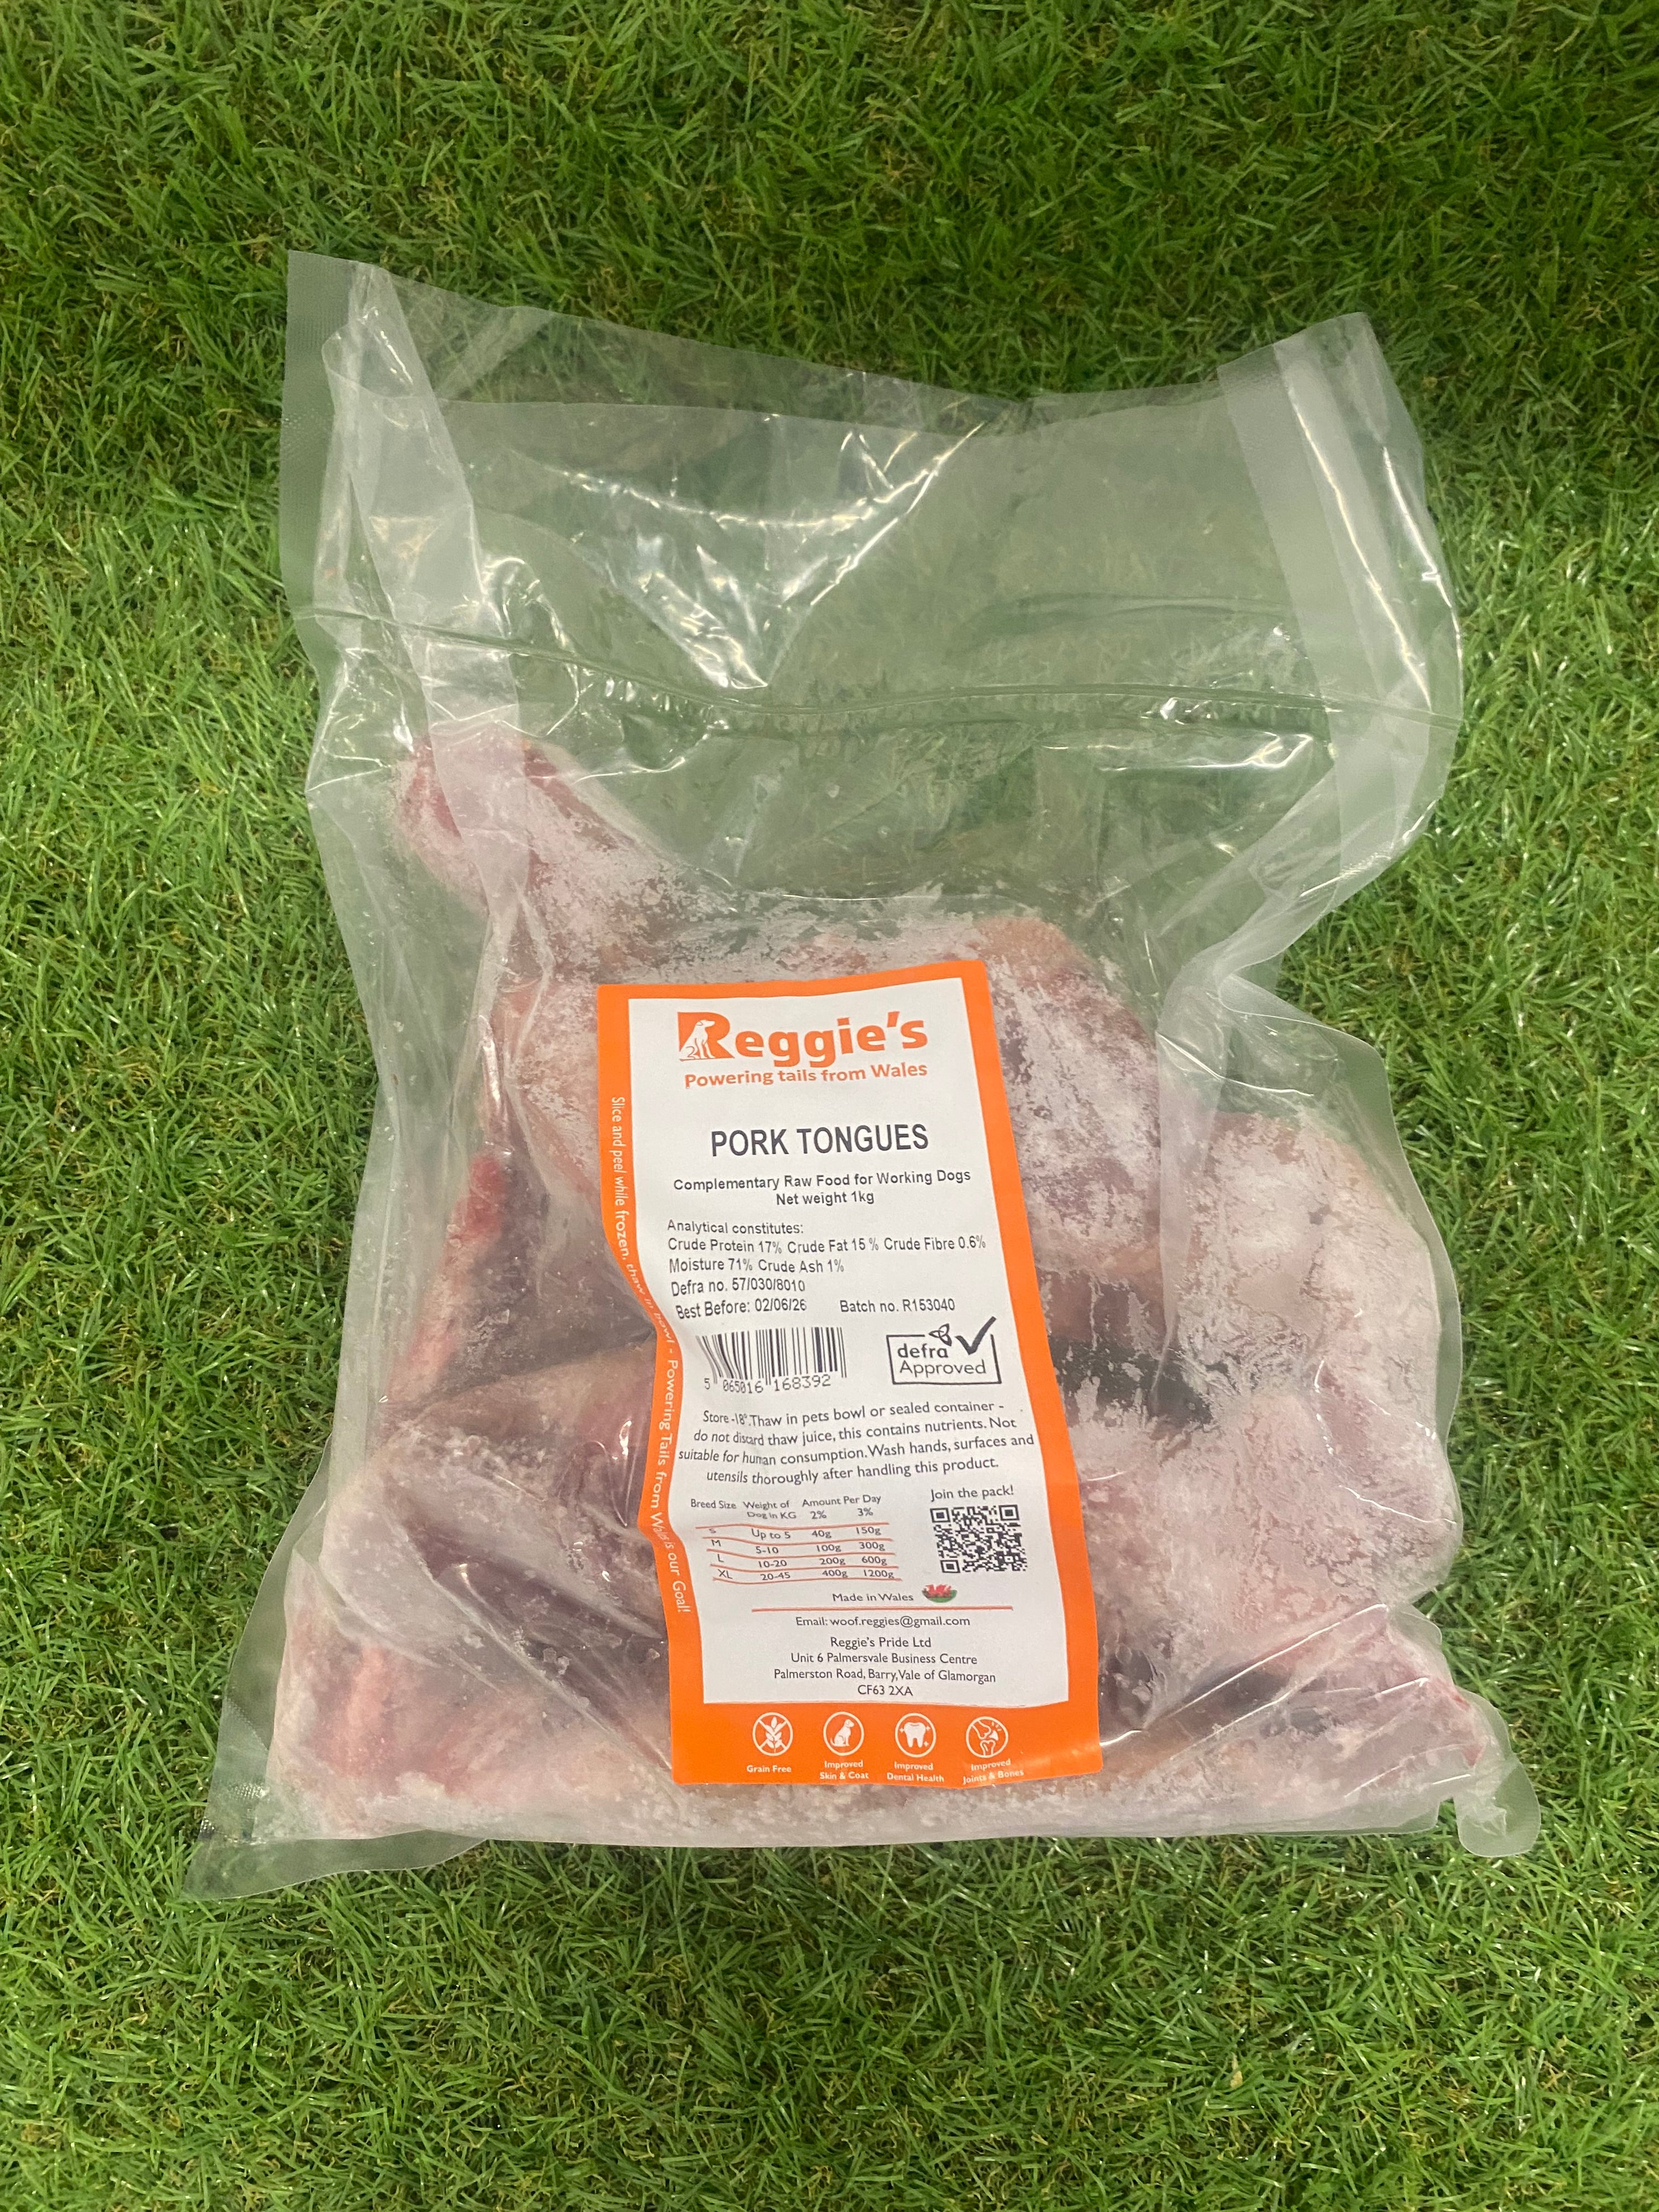 Reggie's
Powering tails from Wales
PORK TONGUES
Complementary Raw Food for Working Dogs
Net weight 1kg
Analytical constitutes:
Crude Protein 17% Crude Fat 15 % Crude Fibre 0.6%
Moisture 71% Crude Ash 1%
Defra no. 57/030/8010
Best Before: 02/06/26 Batch no. R153040
defra
Approved
5 065016 168392
Store -18°. Thaw in pets bowl or sealed container -
do not discard thaw juice, this contains nutrients. Not
suitable for human consumption. Wash hands, surfaces and
utensils thoroughly after handling this product.
Join the pack!
Breed Size Weight of Amount Per Day
Dog in KG 2% 3%
S Up to 5 40g 150g
M 5-10 100g 300g
L 10-20 200g 600g
XL 20-45 400g 1200g
Made in Wales
Email: woof.reggies@gmail.com
Reggie's Pride Ltd
Unit 6 Palmersvale Business Centre
Palmerston Road, Barry, Vale of Glamorgan
CF63 2XA
Grain Free
Improved
Skin & Coat
Improved
Dental Health
Improved
Joints & Bones
Slice and peel while frozen, thaw in bowl - Powering Tails from Wales is our Goal!